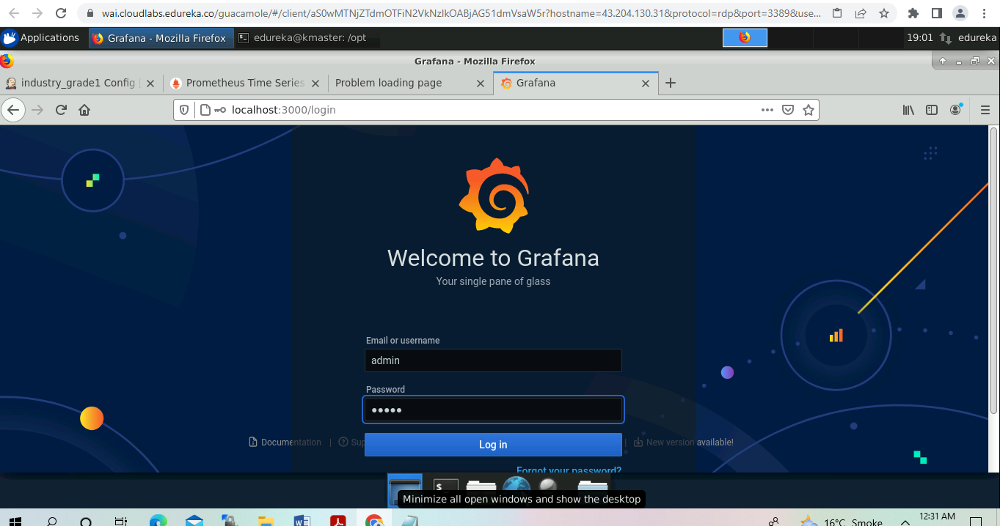 wai.cloudlabs.edureka.co/guacamole/#/client/aS0wMTNjZTdmOTFiN2VkNzlkOABjAG51dmVsaW5r?hostname=43.204.130.31&protocol=rdp&port=3389&use...
Applications
Grafana - Mozilla Firefox
edureka@kmaster: /opt
19:01
edureka
Grafana - Mozilla Firefox
industry_grade1 Config
Prometheus Time Series
Problem loading page
Grafana
localhost:3000/login
Welcome to Grafana
Your single pane of glass
Email or username
admin
Password
•••••
Documentation | Sup
Log in
| New version available!
Forgot your password?
$
Minimize all open windows and show the desktop
16°C Smoke
12:31 AM